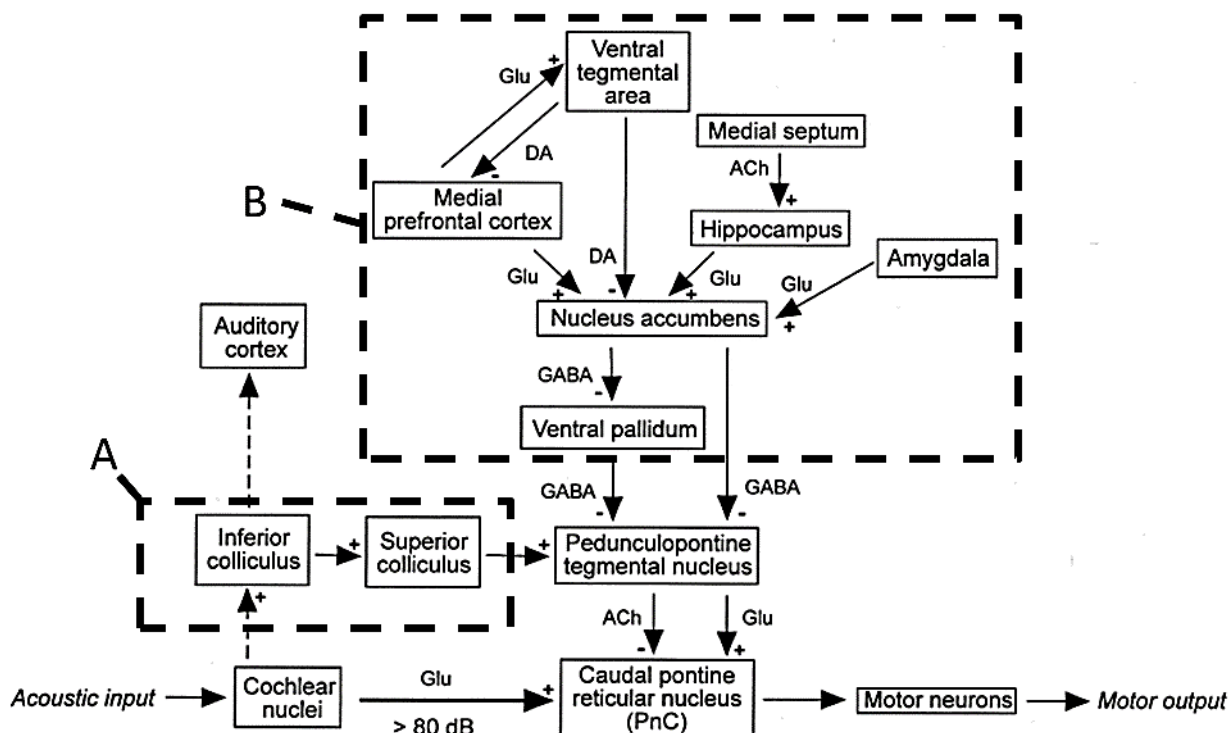 Ventral
tegmental
area
Glu
+
DA
-
Medial septum
ACh
+
B
Medial
prefrontal cortex
Hippocampus
Amygdala
Glu
+
DA
-
Glu
+
Glu
+
Nucleus accumbens
Auditory
cortex
GABA
-
Ventral pallidum
A
GABA
-
GABA
-
Inferior
colliculus
+
Superior
colliculus
+
Pedunculopontine
tegmental nucleus
+
ACh
-
Glu
+
Acoustic input
Cochlear
nuclei
Glu
> 80 dB
+
Caudal pontine
reticular nucleus
(PnC)
Motor neurons
Motor output